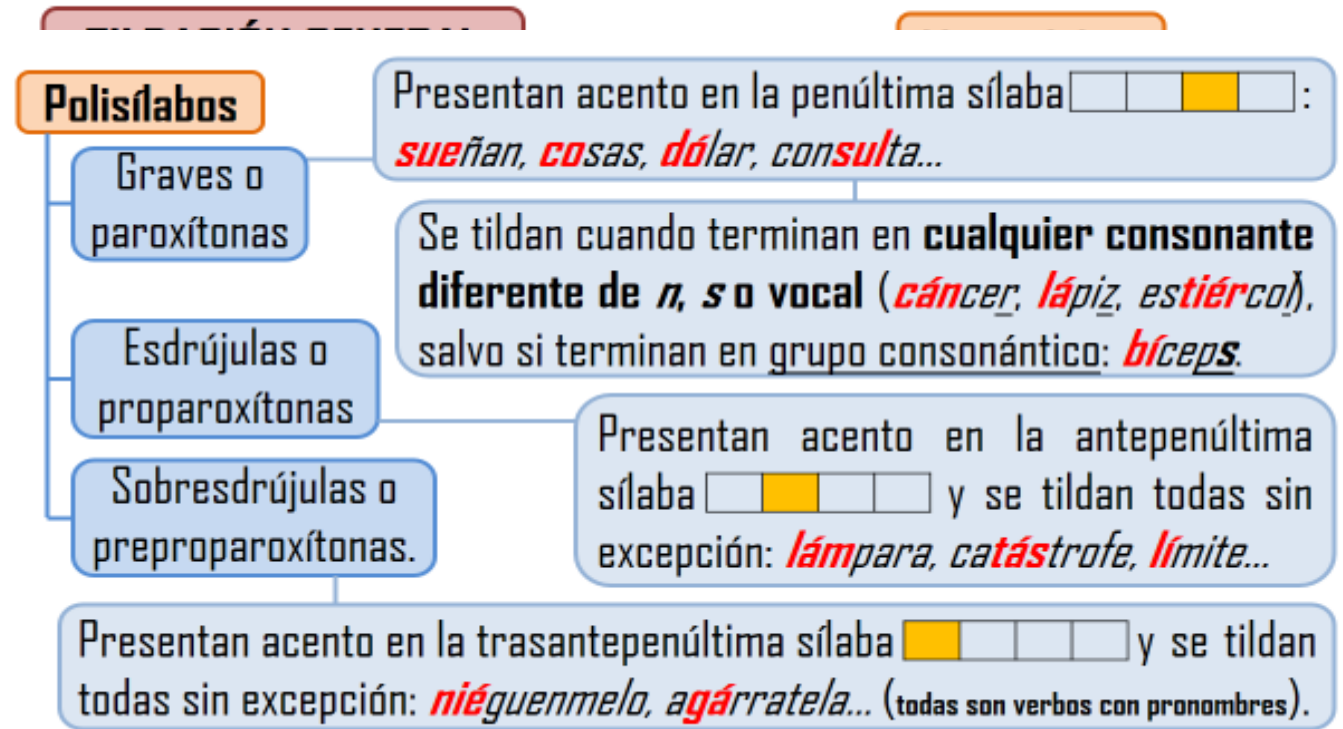 Polisílabos
Graves o
paroxítonas
Presentan acento en la penúltima sílaba :
sueñan, cosas, dólar, consulta...
Se tildan cuando terminan en cualquier consonante
diferente de n, s o vocal (cáncer, lápiz, estiércol),
salvo si terminan en grupo consonántico: bíceps.
Esdrújulas o
proparoxítonas
Presentan acento en la antepenúltima
sílaba y se tildan todas sin
excepción: lámpara, catástrofe, límite...
Sobresdrújulas o
preproparoxítonas.
Presentan acento en la trasantepenúltima sílaba y se tildan
todas sin excepción: niéguenmelo, agárratela... (todas son verbos con pronombres).